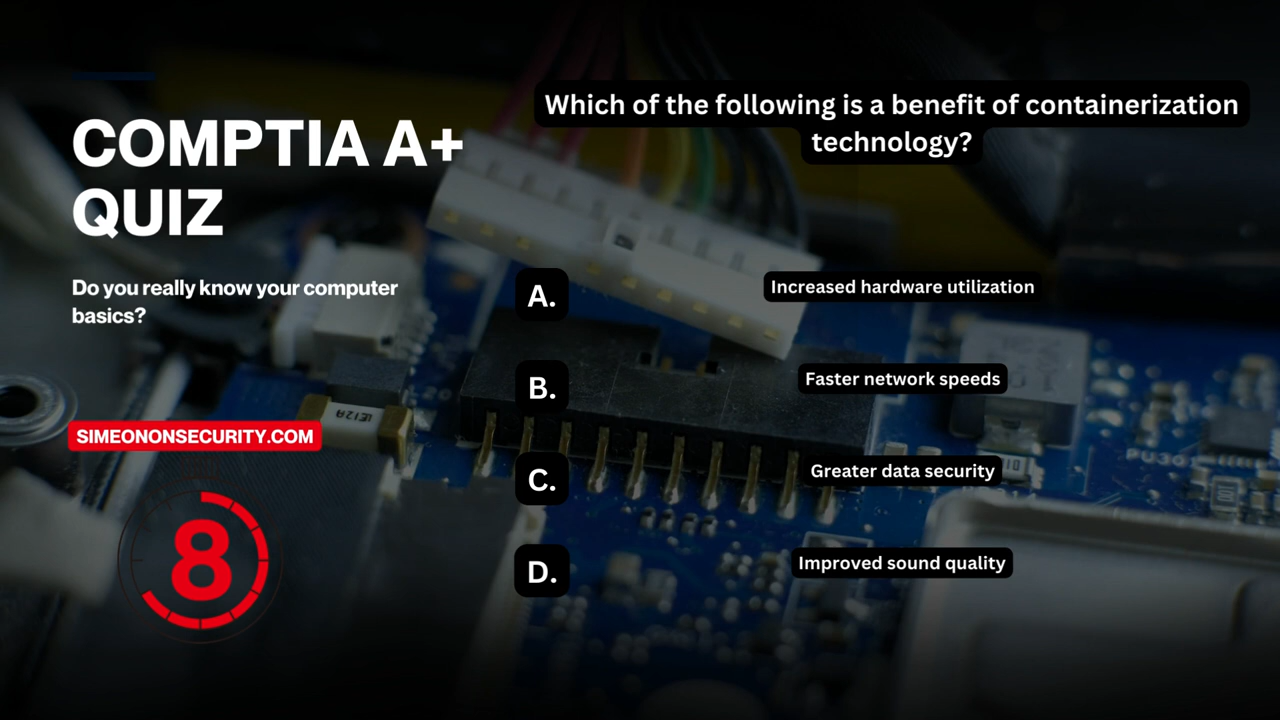 COMPTIA A+
QUIZ
Do you really know your computer
basics?
SIMEONONSECURITY.COM
8
Which of the following is a benefit of containerization
technology?
A.
Increased hardware utilization
B.
Faster network speeds
C.
Greater data security
D.
Improved sound quality
PU301